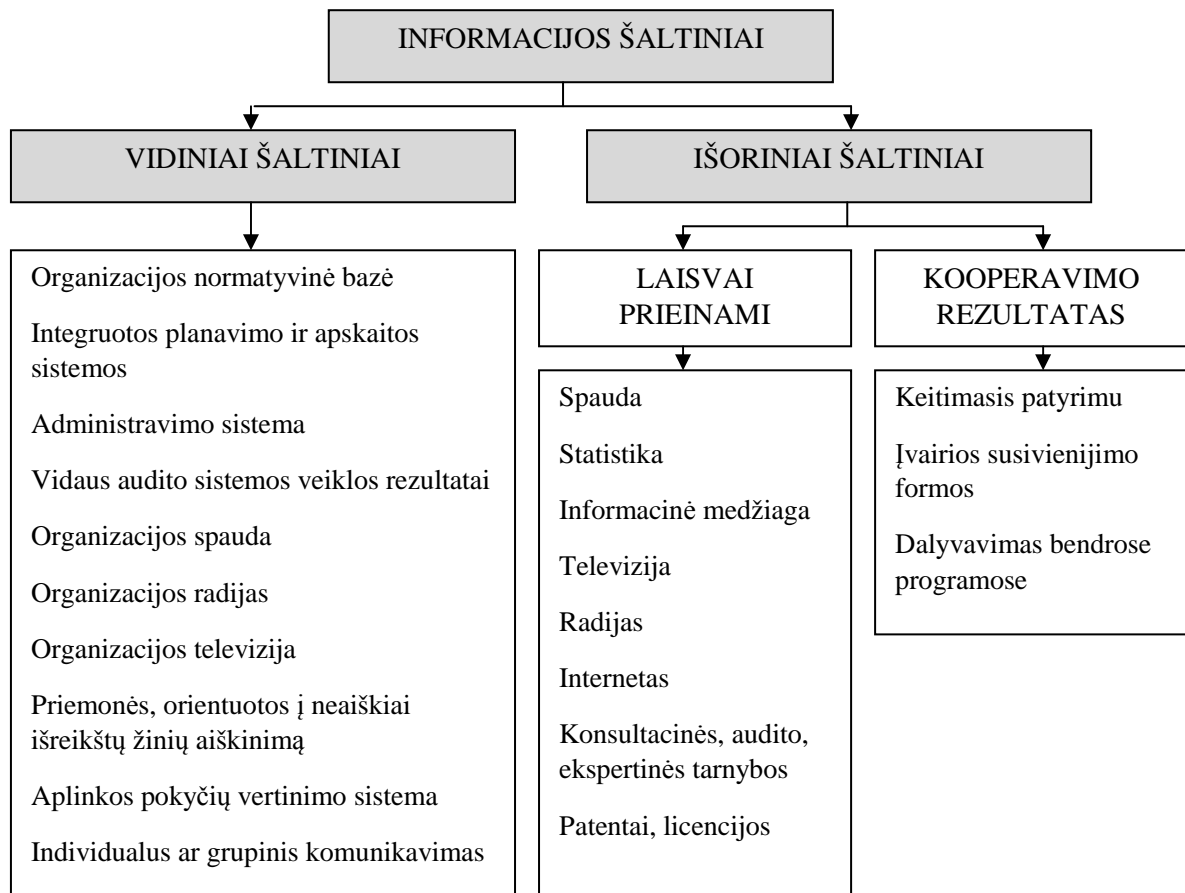 INFORMACIJOS ŠALTINIAI
VIDINIAI ŠALTINIAI
Organizacijos normatyvinė bazė
Integruotos planavimo ir apskaitos
sistemos
Administravimo sistema
Vidaus audito sistemos veiklos rezultatai
Organizacijos spauda
Organizacijos radijas
Organizacijos televizija
Priemonės, orientuotos į neaiškiai
išreikštų žinių aiškinimą
Aplinkos pokyčių vertinimo sistema
Individualus ar grupinis komunikavimas
IŠORINIAI ŠALTINIAI
LAISVAI
PRIEINAMI
Spauda
Statistika
Informacinė medžiaga
Televizija
Radijas
Internetas
Konsultacinės, audito,
ekspertinės tarnybos
Patentai, licencijos
KOOPERAVIMO
REZULTATAS
Keitimasis patyrimu
Įvairios susivienijimo
formos
Dalyvavimas bendrose
programose